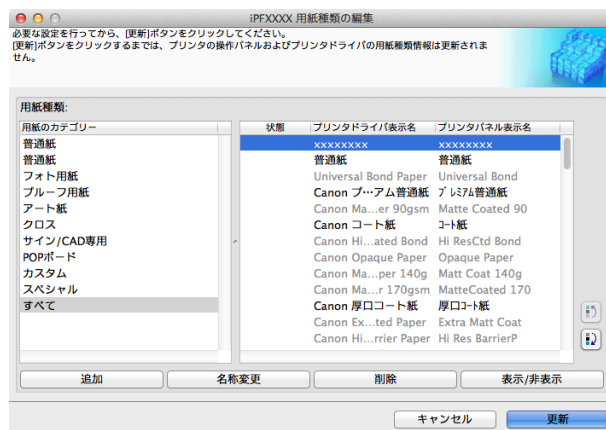 iPFXXXX 用紙種類の編集
必要な設定を行ってから、[更新]ボタンをクリックしてください。
[更新]ボタンをクリックするまでは、プリンタの操作パネルおよびプリンタドライバの用紙種類情報は更新されま
せん。
用紙種類:
用紙のカテゴリー
普通紙
普通紙
フォト用紙
プルーフ用紙
アート紙
クロス
サイン/CAD専用
POPボード
カスタム
スペシャル
すべて
状態 プリンタドライバ表示名 プリンタパネル表示名
xxxxxxxx xxxxxxxx
普通紙 普通紙
Universal Bond Paper Universal Bond
Canon プ…アム普通紙 プレミアム普通紙
Canon Ma...er 90gsm Matte Coated 90
Canon コート紙 コート紙
Canon Hi...ated Bond Hi ResCtd Bond
Canon Opaque Paper Opaque Paper
Canon Ma...per 140g Matt Coat 140g
Canon Ma...r 170gsm MatteCoated 170
Canon 厚口コート紙 厚口コート紙
Canon Ex...ted Paper Extra Matt Coat
Canon Hi...rrier Paper Hi Res BarrierP
追加 名称変更 削除 表示/非表示
キャンセル 更新